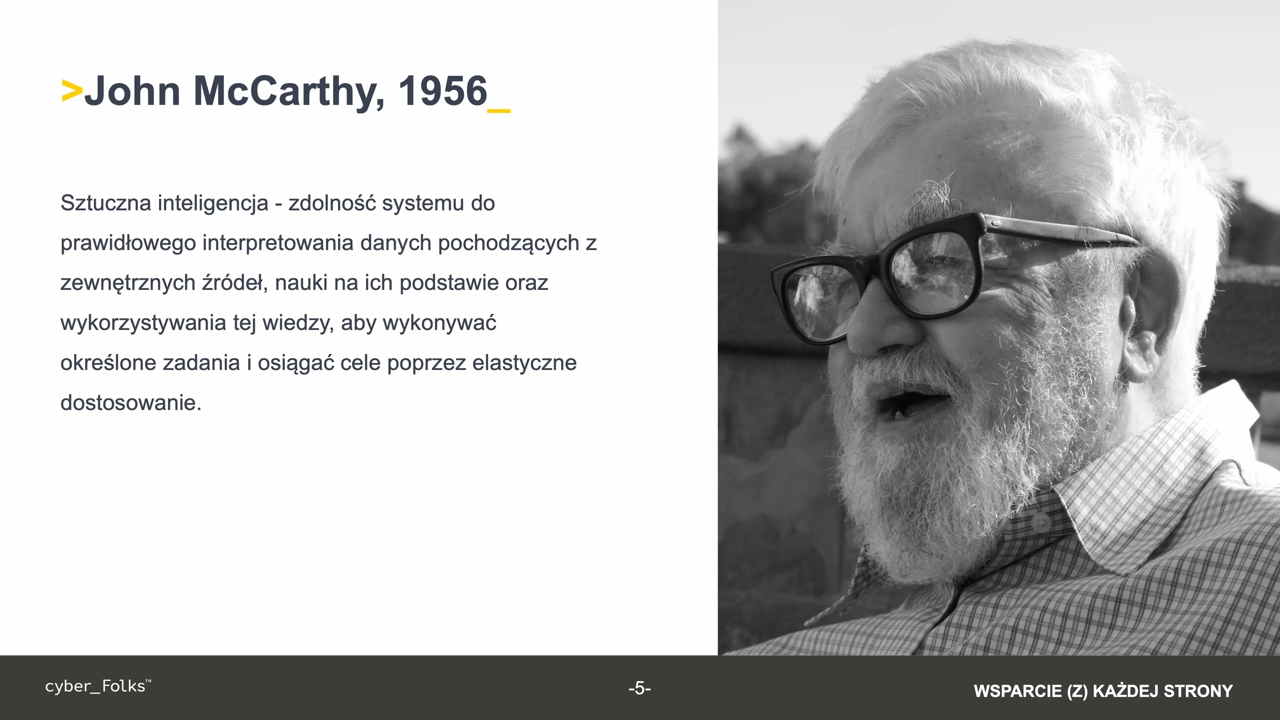 >John McCarthy, 1956_
Sztuczna inteligencja - zdolność systemu do
prawidłowego interpretowania danych pochodzących z
zewnętrznych źródeł, nauki na ich podstawie oraz
wykorzystywania tej wiedzy, aby wykonywać
określone zadania i osiągać cele poprzez elastyczne
dostosowanie.
cyber_Folks™
-5-
WSPARCIE (Z) KAŻDEJ STRONY